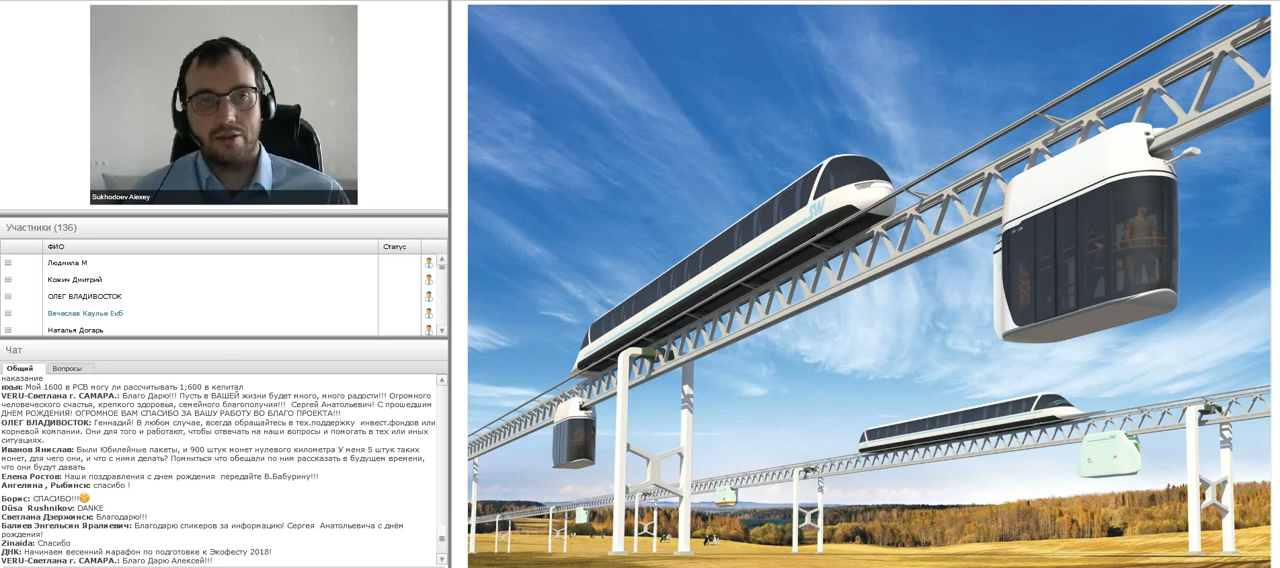 Sukhodoev Alexey
Участники (136)
ФИО
Статус
Людмила М
Кожич Дмитрий
ОЛЕГ ВЛАДИВОСТОК
Вячеслав Каулье Екб
Наталья Догарь
Чат
Общий
Вопросы
наказание
яхъя: Мой 1600 в РСВ могу ли рассчитывать 1;600 в кепитал
VERU-Светлана г. САМАРА.: Благо Дарю!!! Пусть в ВАШЕЙ жизни будет много, много радости!!! Огромного
человеческого счастья, крепкого здоровья, семейного благополучия!!! Сергей Анатольевич! С прошедшим
ДНЕМ РОЖДЕНИЯ! ОГРОМНОЕ ВАМ СПАСИБО ЗА ВАШУ РАБОТУ ВО БЛАГО ПРОЕКТА!!!
ОЛЕГ ВЛАДИВОСТОК: Геннадий! В любом случае, всегда обращайтесь в тех.поддержку инвест.фондов или
корневой компании. Они для того и работают, чтобы отвечать на наши вопросы и помогать в тех или иных
ситуациях.
Иванов Янислав: Были Юбилейные пакеты, и 900 штук монет нулевого километра У меня 5 штук таких
монет, для чего они, и что с ними делать? Помниться что обещали по ним рассказать в будущем времени,
что они будут давать
Елена Ростов: Наши поздравления с днем рождения передайте В.Бабурину!!!
Ангелина , Рыбинск: спасибо !
Борис: СПАСИБО!!!
Düsa Rushnikov: DANKE
Светлана Дзержинск: Благодарю!!!
Балиев Энгельсин Яралиевич: Благодарю спикеров за информацию! Сергея Анатольевича с днём
рождения!
Zinaida: Спасибо
ДНК: Начинаем весенний марафон по подготовке к Экофесту 2018!
VERU-Светлана г. САМАРА.: Благо Дарю Алексей!!!
SW